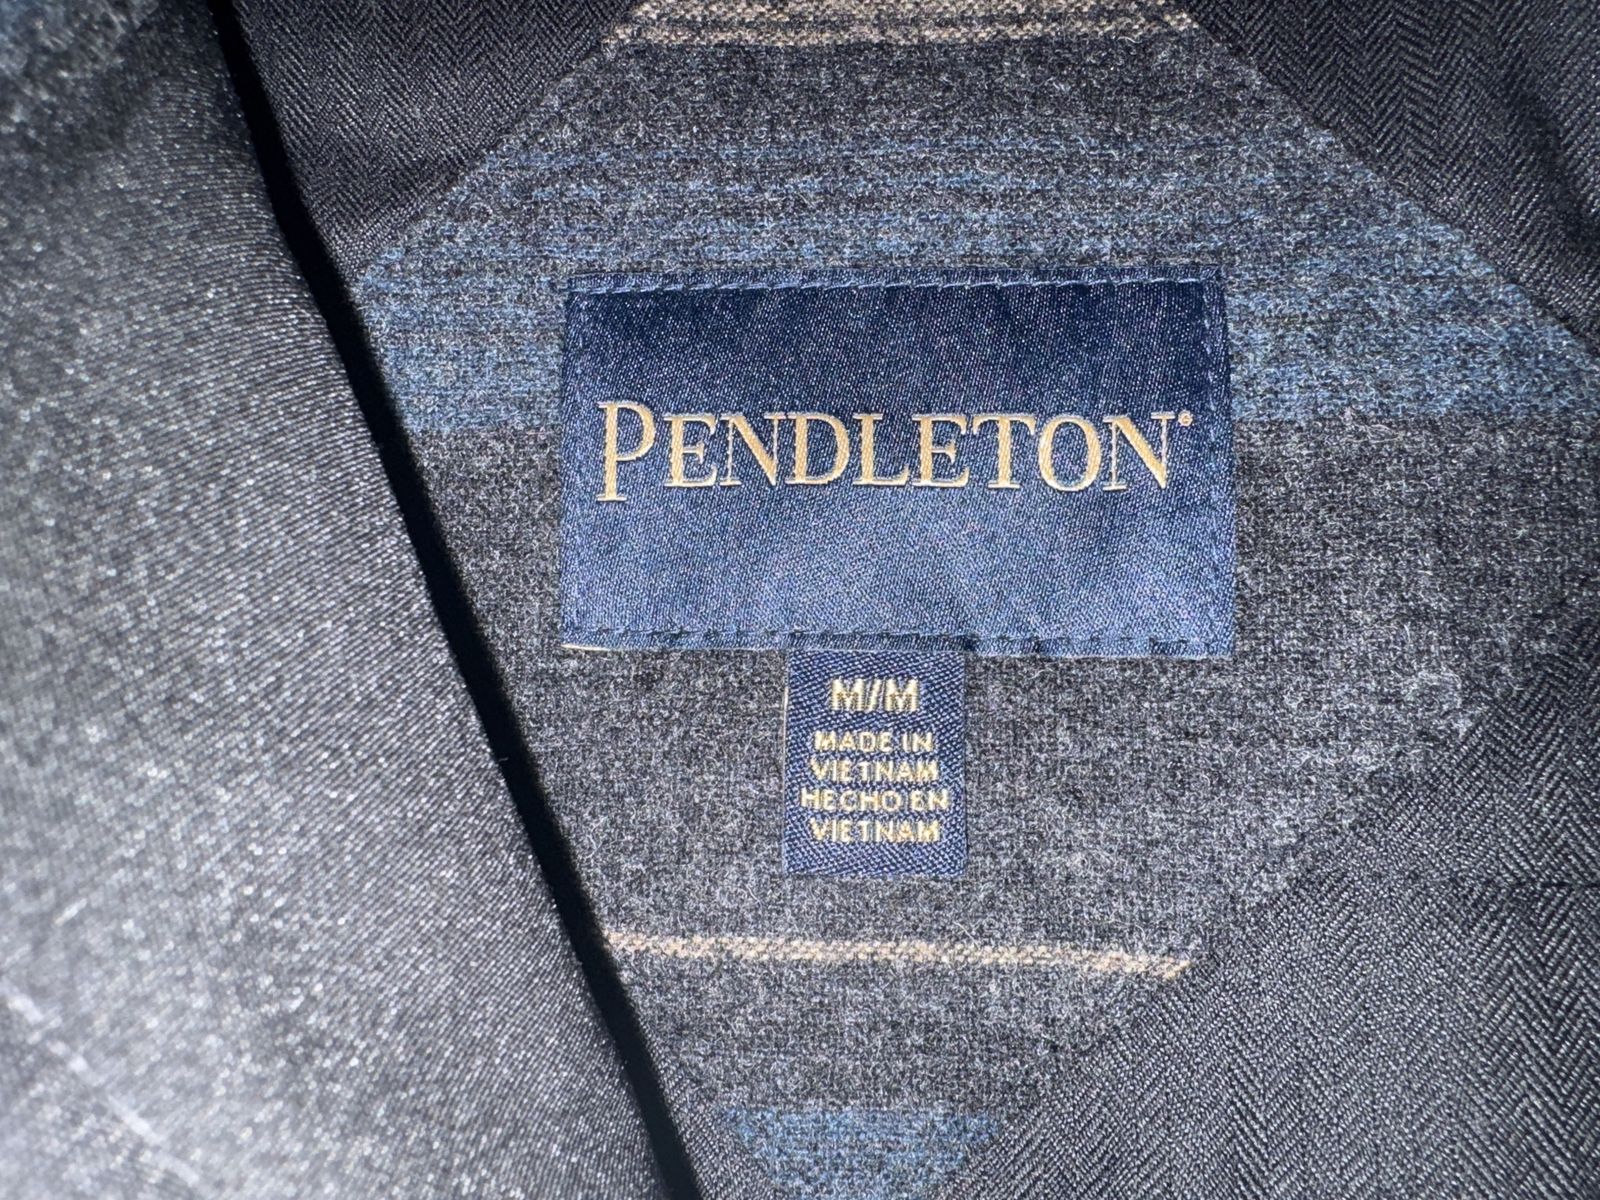 PENDLETON®
M/M
MADE IN
VIETNAM
HECHO EN
VIETNAM